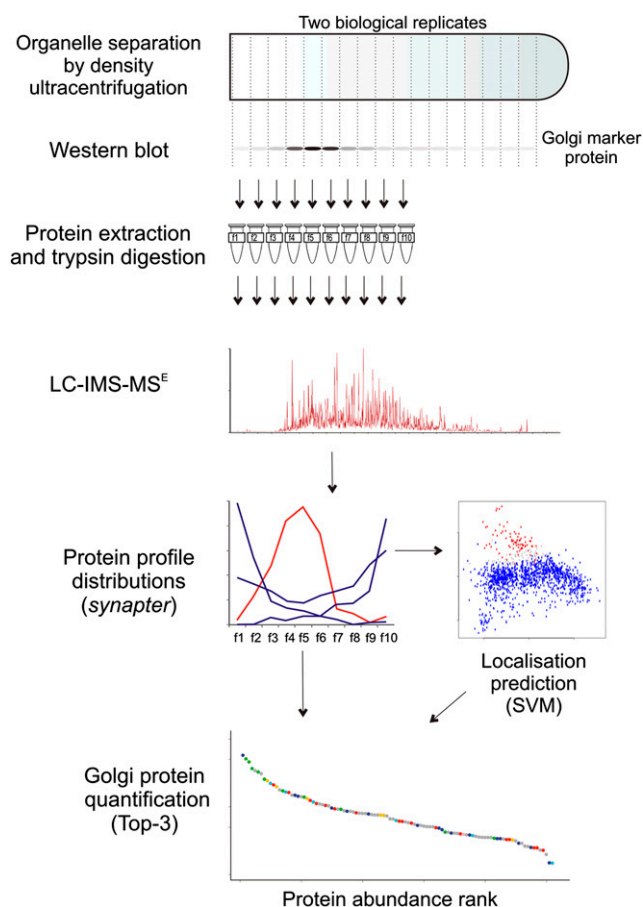 Two biological replicates
Organelle separation
by density
ultracentrifugation
Western blot
Golgi marker
protein
Protein extraction
and trypsin digestion
f1 f2 f3 f4 f5 f6 f7 f8 f9 f10
LC-IMS-MSᴱ
Protein profile
distributions
(synapter)
f1 f2 f3 f4 f5 f6 f7 f8 f9 f10
Localisation
prediction
(SVM)
Golgi protein
quantification
(Top-3)
Protein abundance rank